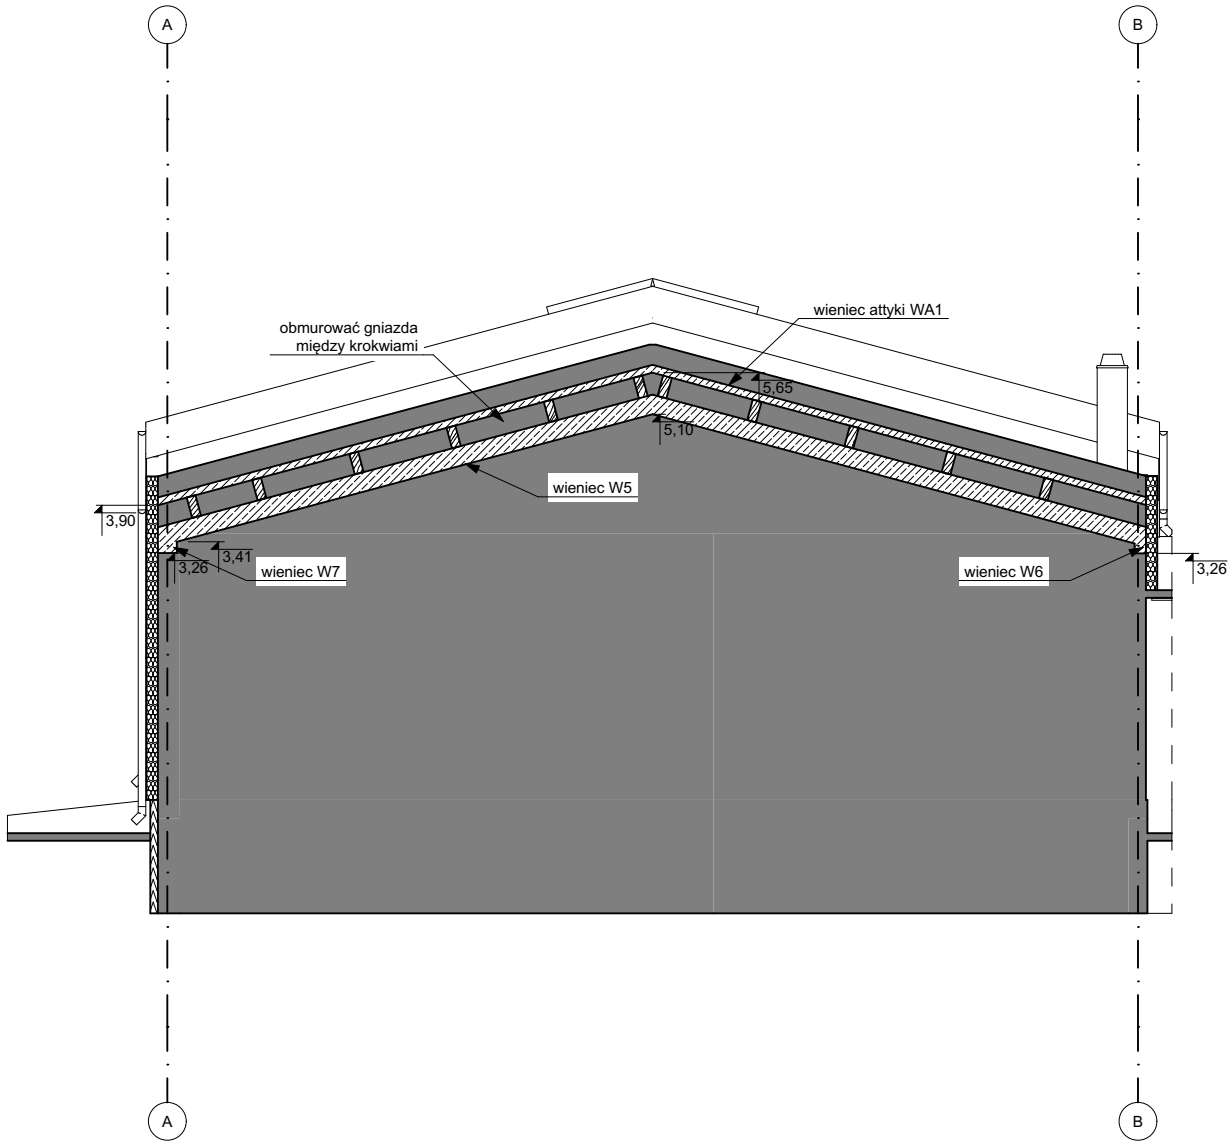 A
B
wieniec attyki WA1
obmurować gniazda
między krokwiami
5,65
5,10
wieniec W5
3,90
3,41
3,26
wieniec W7
wieniec W6
3,26
A
B